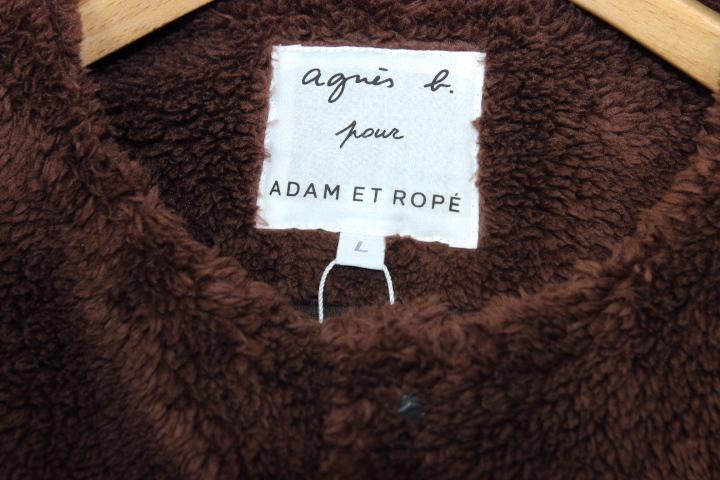 agnès b.
pour
ADAM ET ROPÉ
L